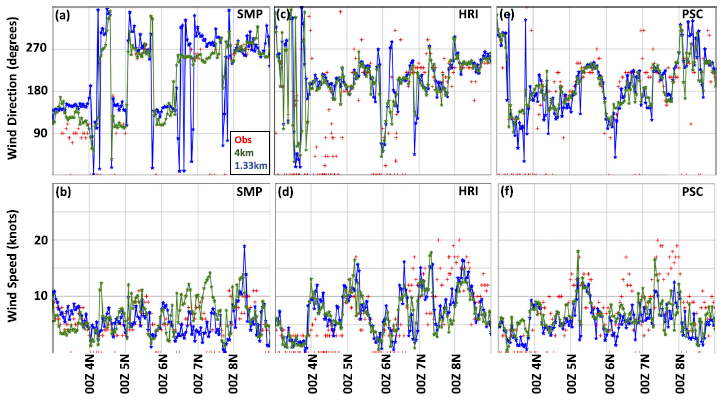 (a) SMP
(c) HRI
(e) PSC
Wind Direction (degrees)
270
180
90
Obs
4km
1.33km
(b) SMP
(d) HRI
(f) PSC
Wind Speed (knots)
20
10
00Z 4N
00Z 5N
00Z 6N
00Z 7N
00Z 8N
00Z 4N
00Z 5N
00Z 6N
00Z 7N
00Z 8N
00Z 4N
00Z 5N
00Z 6N
00Z 7N
00Z 8N